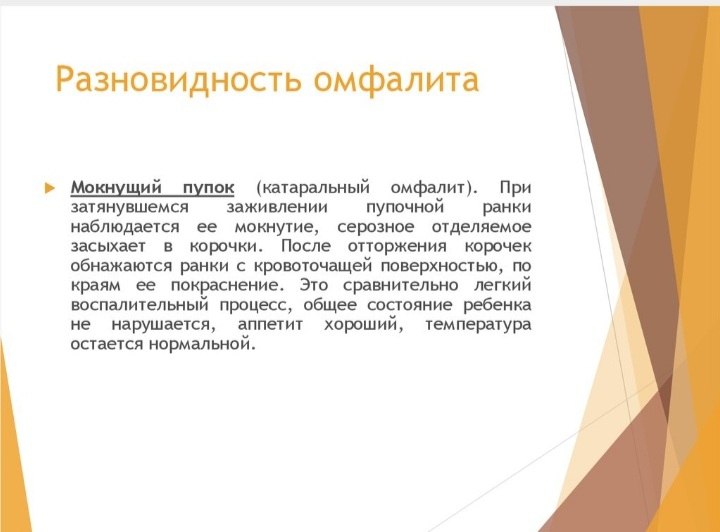 Разновидность омфалита
Мокнущий пупок (катаральный омфалит). При
затянувшемся заживлении пупочной ранки
наблюдается ее мокнутие, серозное отделяемое
засыхает в корочки. После отторжения корочек
обнажаются ранки с кровоточащей поверхностью, по
краям ее покраснение. Это сравнительно легкий
воспалительный процесс, общее состояние ребенка
не нарушается, аппетит хороший, температура
остается нормальной.